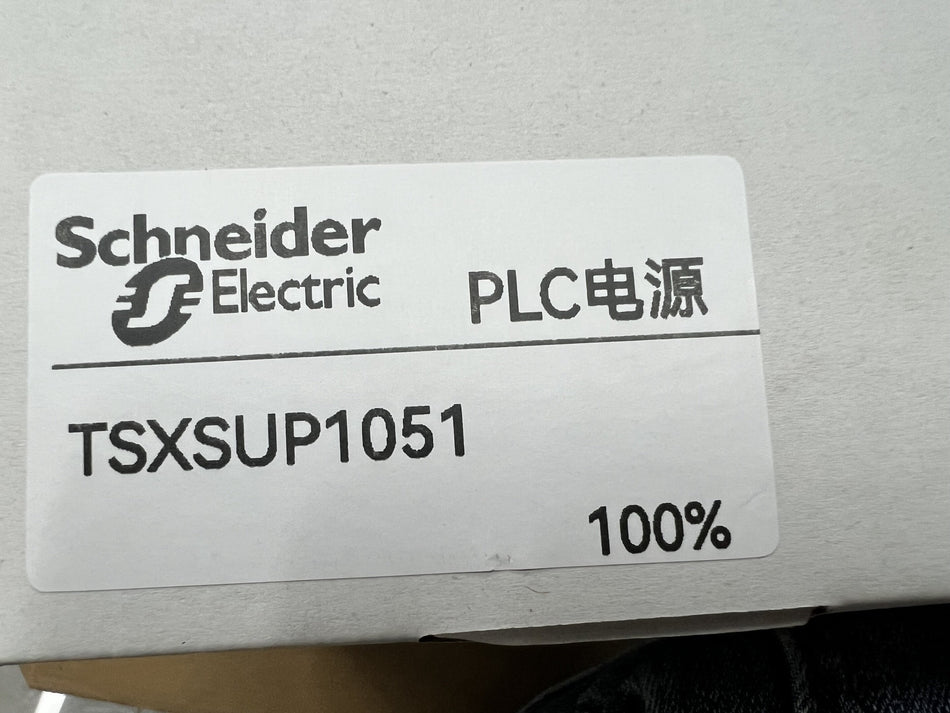 Schneider
Electric
PLC电源
TSXSUP1051
100%